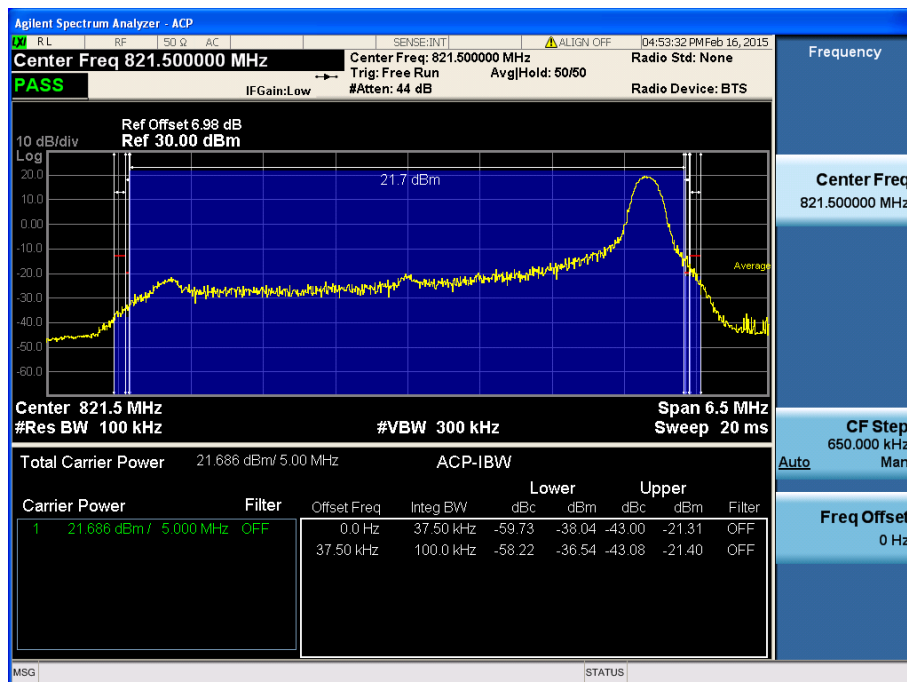 Agilent Spectrum Analyzer - ACP
LXI RL RF 50 Ω AC SENSE:INT ALIGN OFF 04:53:32 PM Feb 16, 2015
Center Freq 821.500000 MHz
Center Freq: 821.500000 MHz
Radio Std: None
Trig: Free Run Avg|Hold: 50/50
PASS
IFGain:Low
#Atten: 44 dB
Radio Device: BTS
Ref Offset 6.98 dB
10 dB/div Ref 30.00 dBm
Log
20.0
21.7 dBm
10.0
0.00
-10.0
Average
-20.0
-30.0
-40.0
-50.0
-60.0
Center 821.5 MHz Span 6.5 MHz
#Res BW 100 kHz #VBW 300 kHz Sweep 20 ms
Total Carrier Power 21.686 dBm/ 5.00 MHz ACP-IBW
Lower Upper
Carrier Power Filter
Offset Freq Integ BW dBc dBm dBc dBm Filter
1 21.686 dBm / 5.000 MHz OFF
0.0 Hz 37.50 kHz -59.73 -38.04 -43.00 -21.31 OFF
37.50 kHz 100.0 kHz -58.22 -36.54 -43.08 -21.40 OFF
MSG STATUS
Frequency
Center Freq
821.500000 MHz
CF Step
650.000 kHz
Auto Man
Freq Offset
0 Hz